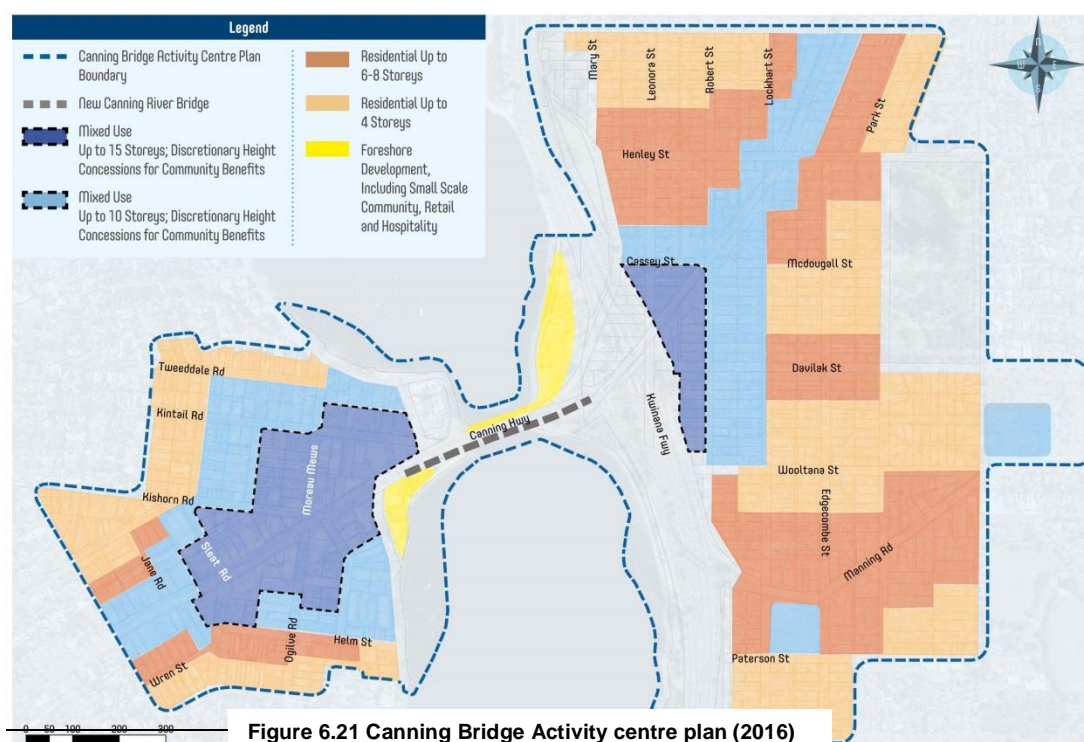 Legend
Canning Bridge Activity Centre Plan
Boundary
New Canning River Bridge
Mixed Use
Up to 15 Storeys; Discretionary Height
Concessions for Community Benefits
Mixed Use
Up to 10 Storeys; Discretionary Height
Concessions for Community Benefits
Residential Up to
6-8 Storeys
Residential Up to
4 Storeys
Foreshore
Development,
Including Small Scale
Community, Retail
and Hospitality
N
W
E
S
Mary St
Leonora St
Robert St
Lockhart St
Park St
Henley St
Cassey St
Mcdougall St
Davilak St
Kwinana Fwy
Canning Hwy
Wooltana St
Edgecombe St
Manning Rd
Paterson St
Tweeddale Rd
Kintail Rd
Moreau Mews
Kishorn Rd
Sleat Rd
Jane Rd
Ogilve Rd
Helm St
Wren St
0 50 100 200 300
Figure 6.21 Canning Bridge Activity centre plan (2016)